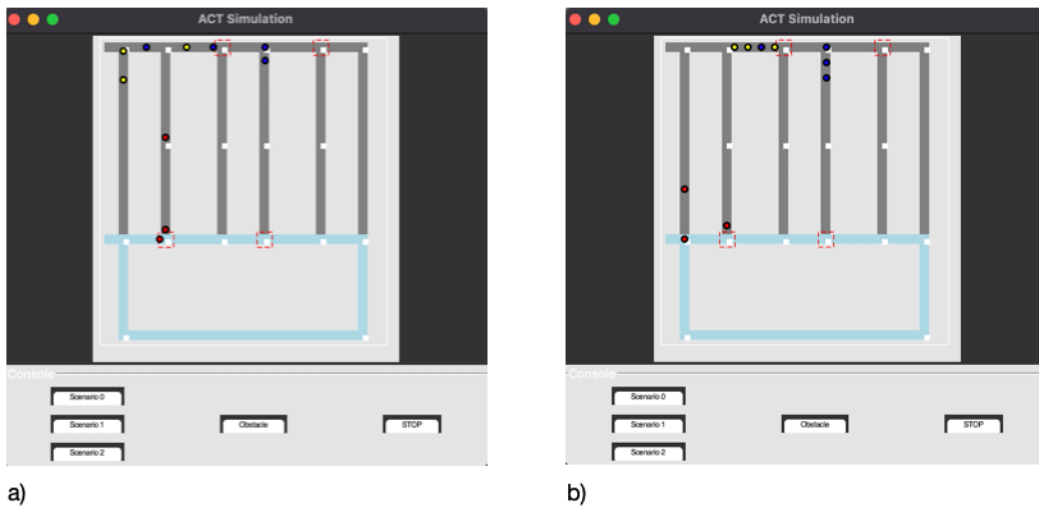 ACT Simulation
Console
Scenario 0
Scenario 1
Obstacle
STOP
Scenario 2
a)
ACT Simulation
Console
Scenario 0
Scenario 1
Obstacle
STOP
Scenario 2
b)